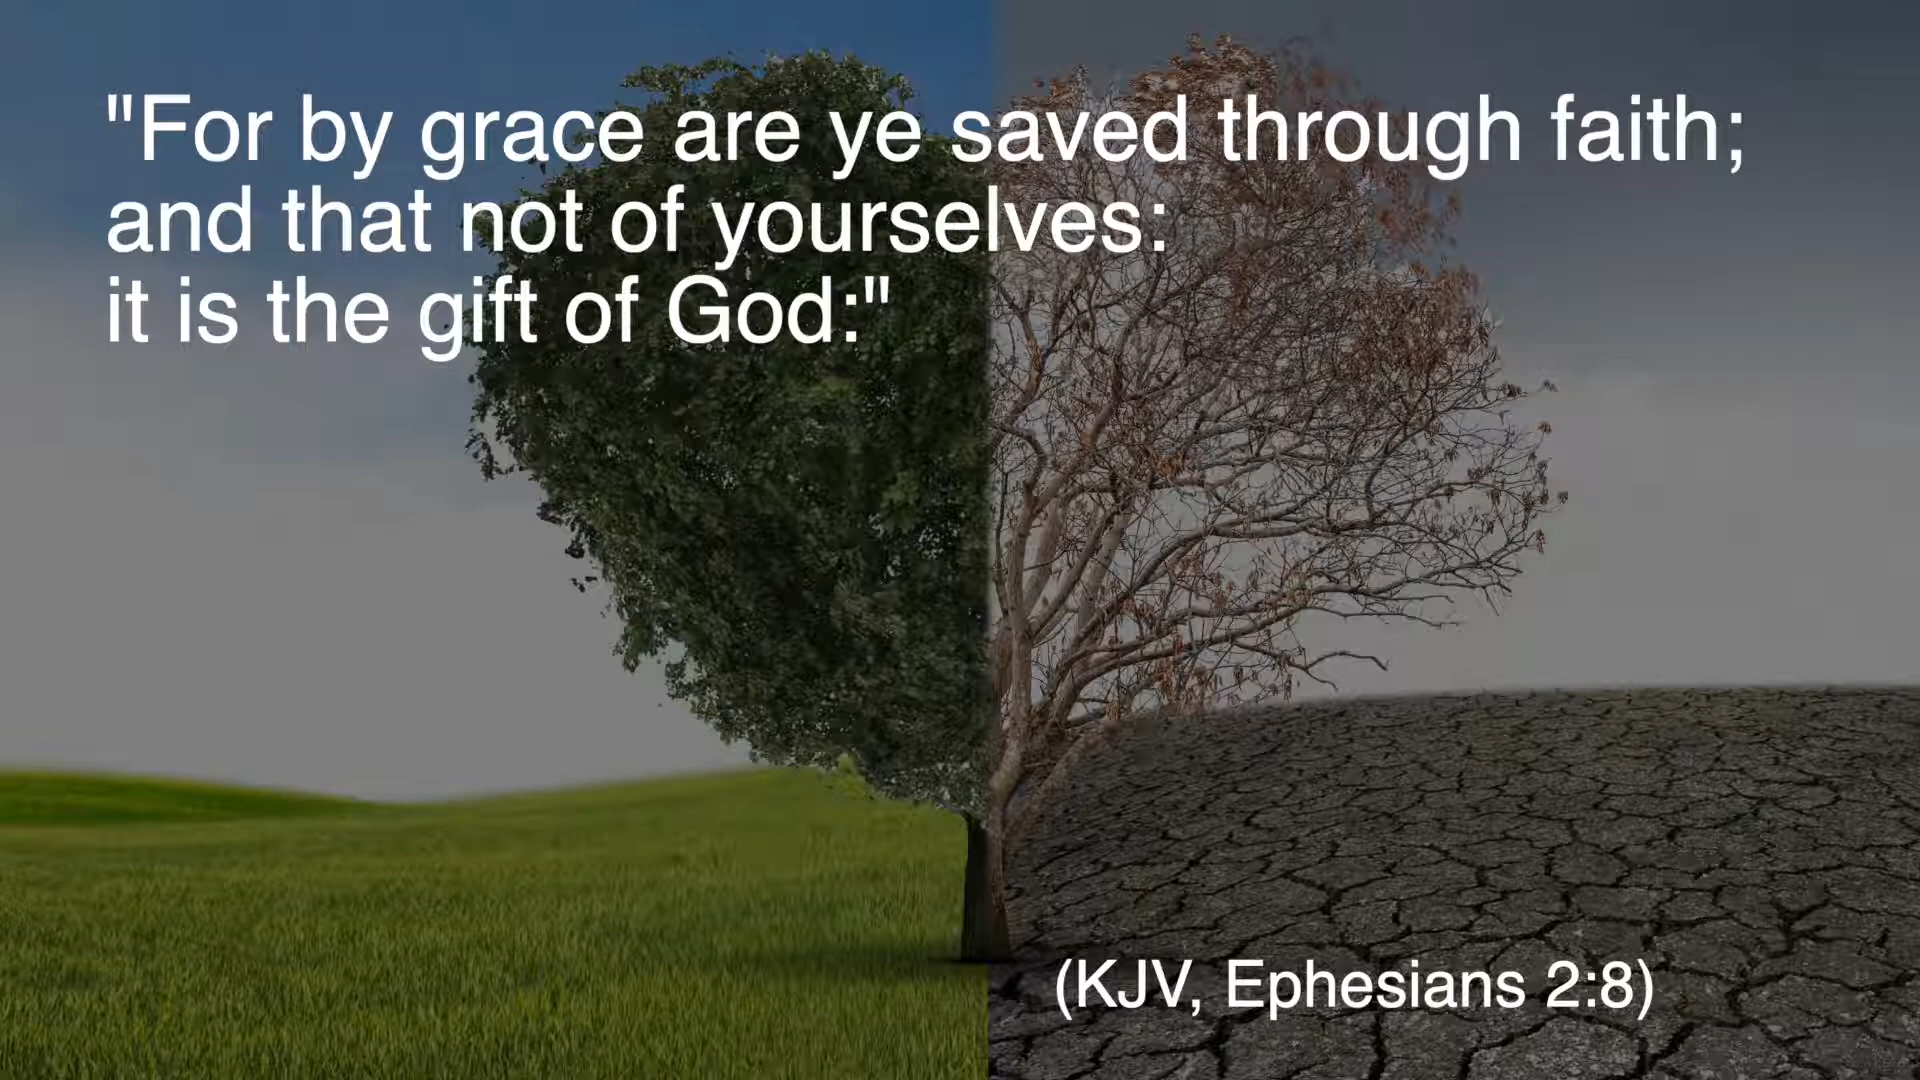 "For by grace are ye saved through faith;
and that not of yourselves:
it is the gift of God:"
(KJV, Ephesians 2:8)